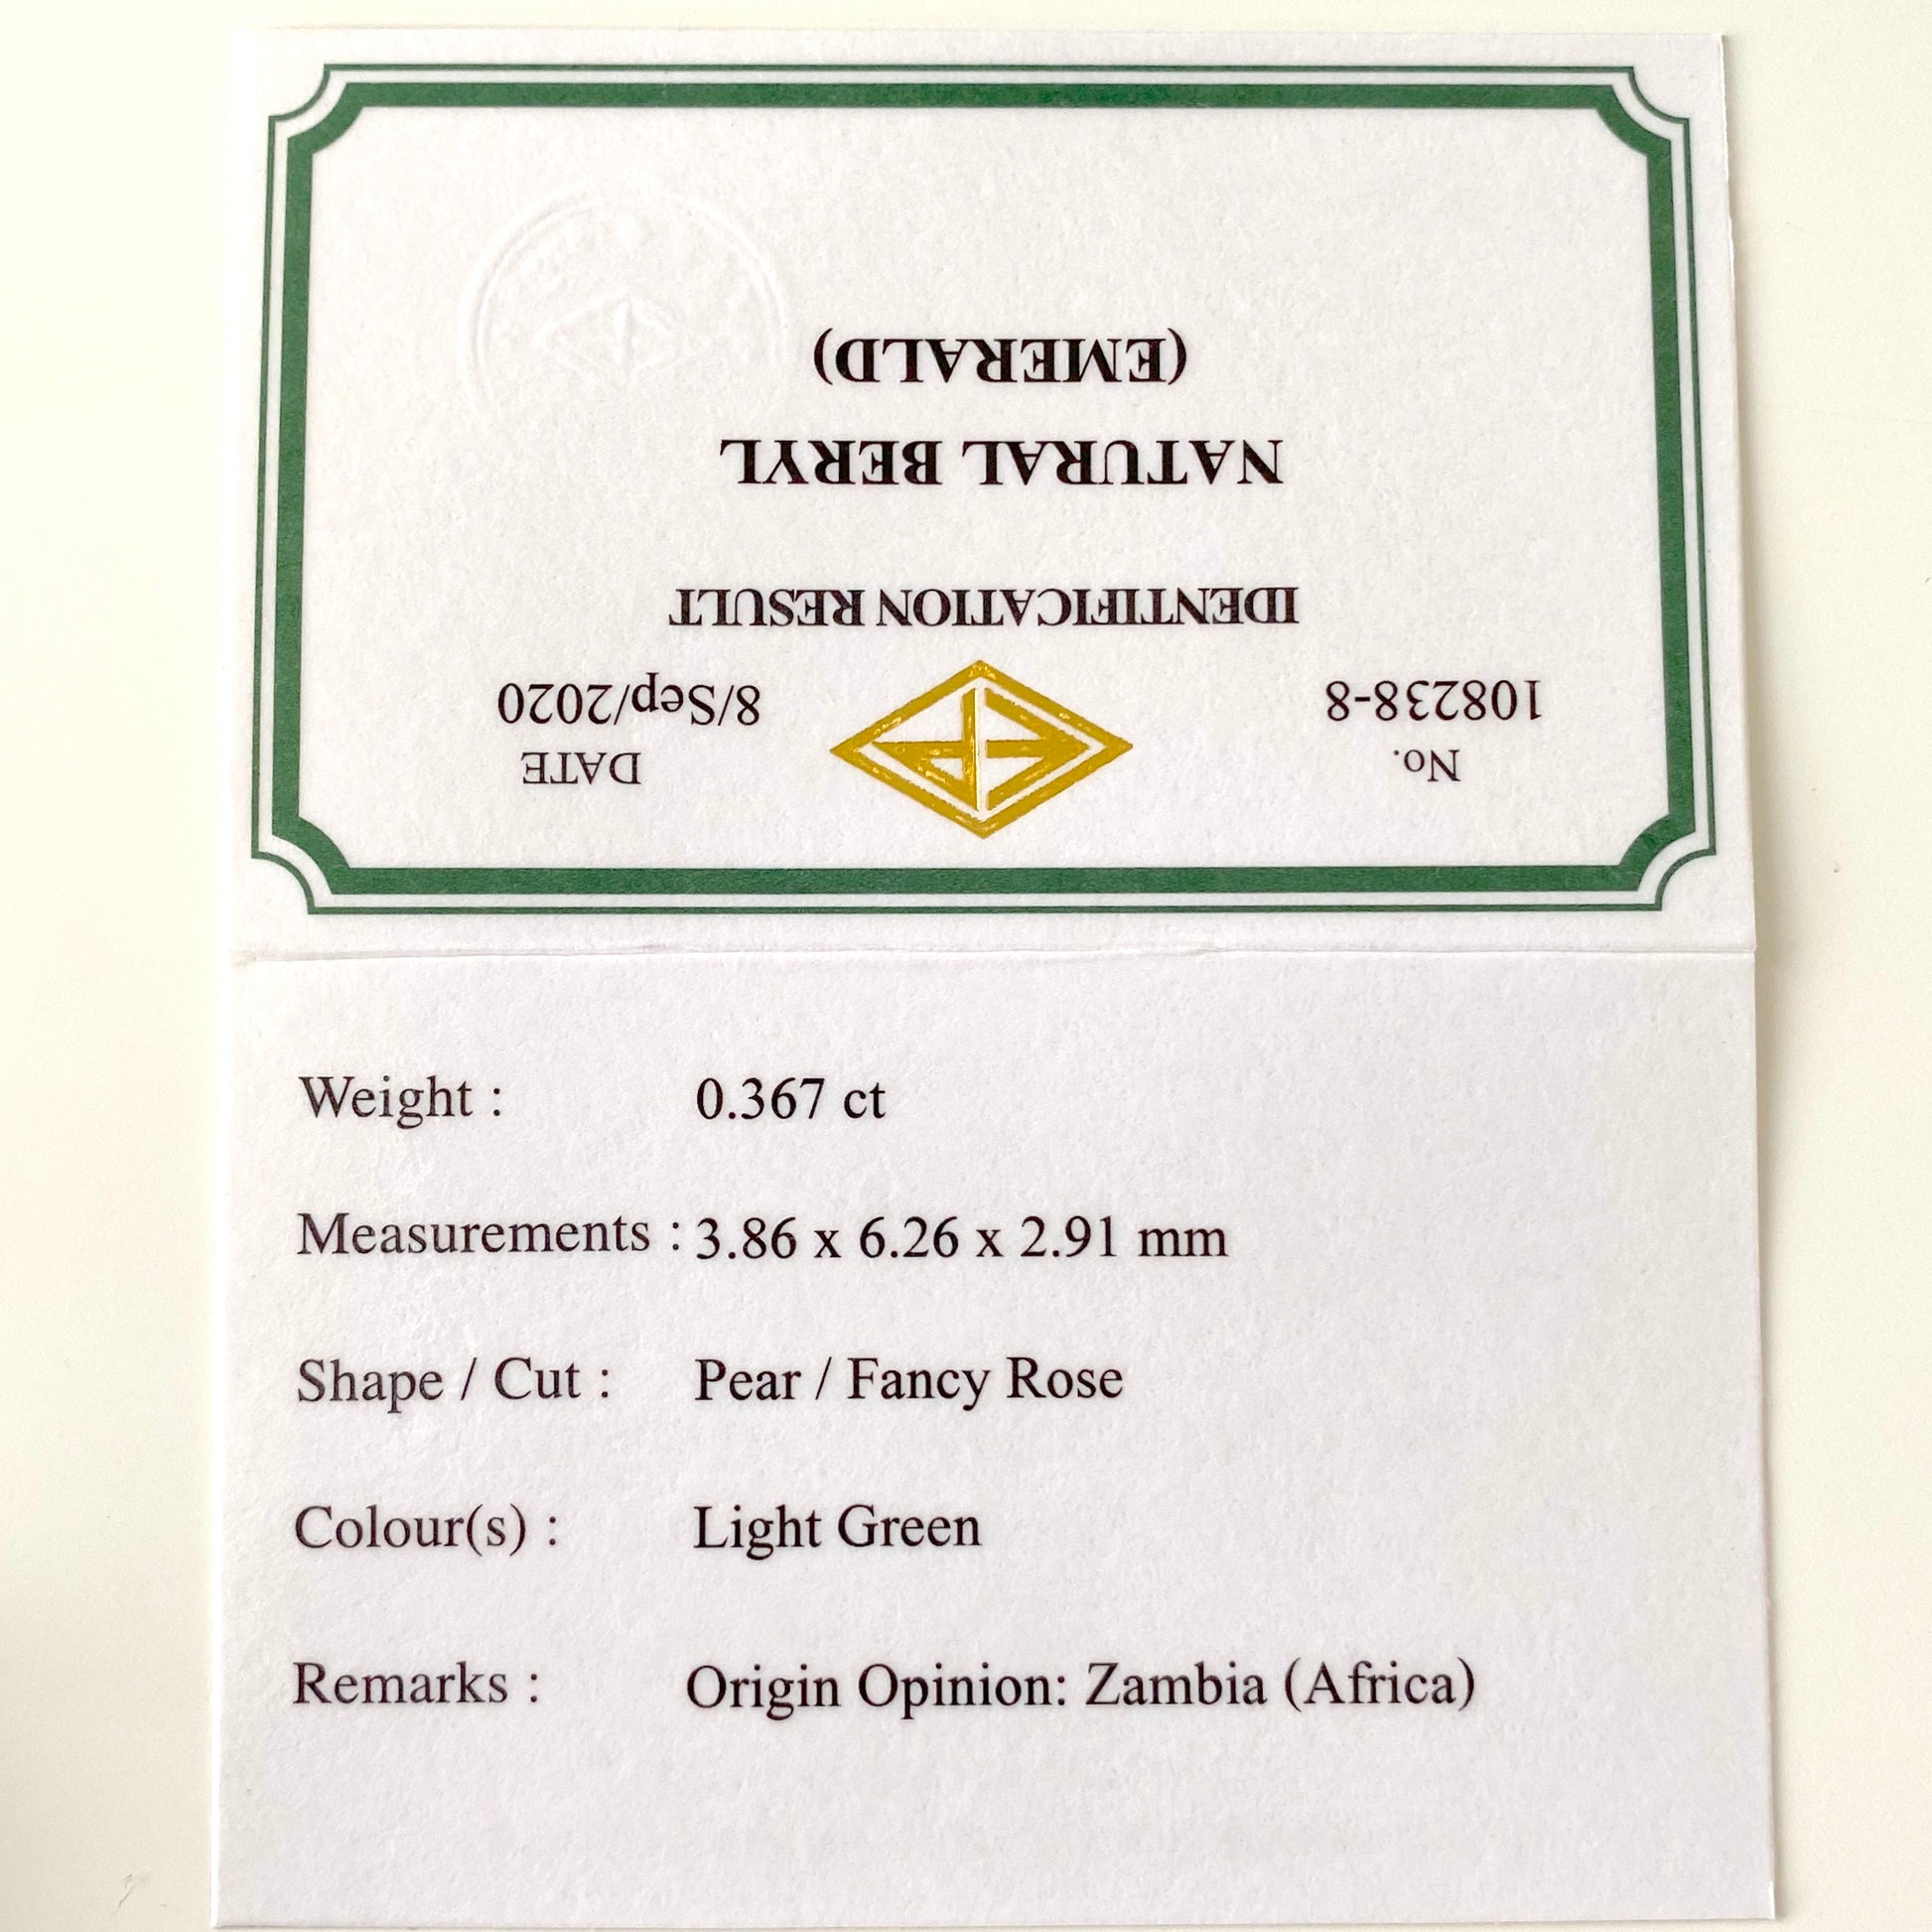 No.
108238-8
DATE
8/Sep/2020
IDENTIFICATION RESULT
NATURAL BERYL
(EMERALD)
Weight : 0.367 ct
Measurements : 3.86 x 6.26 x 2.91 mm
Shape / Cut : Pear / Fancy Rose
Colour(s) : Light Green
Remarks : Origin Opinion: Zambia (Africa)